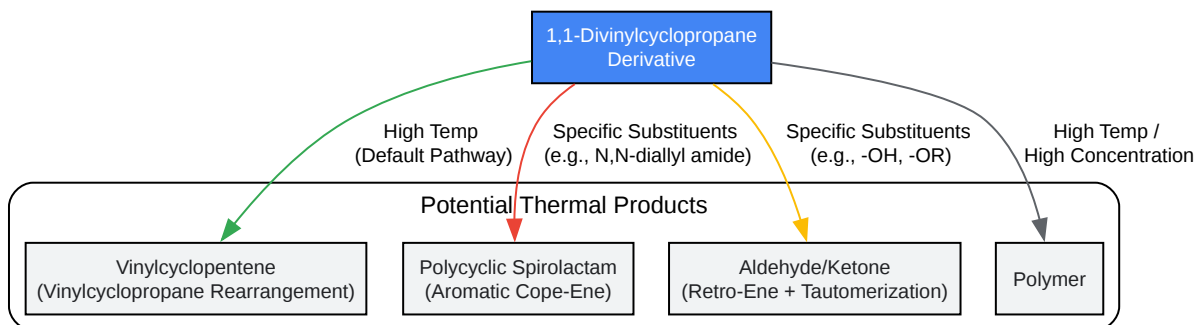 1,1-Divinylcyclopropane
Derivative
High Temp
(Default Pathway)
Specific Substituents
(e.g., N,N-diallyl amide)
Specific Substituents
(e.g., -OH, -OR)
High Temp /
High Concentration
Potential Thermal Products
Vinylcyclopentene
(Vinylcyclopropane Rearrangement)
Polycyclic Spirolactam
(Aromatic Cope-Ene)
Aldehyde/Ketone
(Retro-Ene + Tautomerization)
Polymer